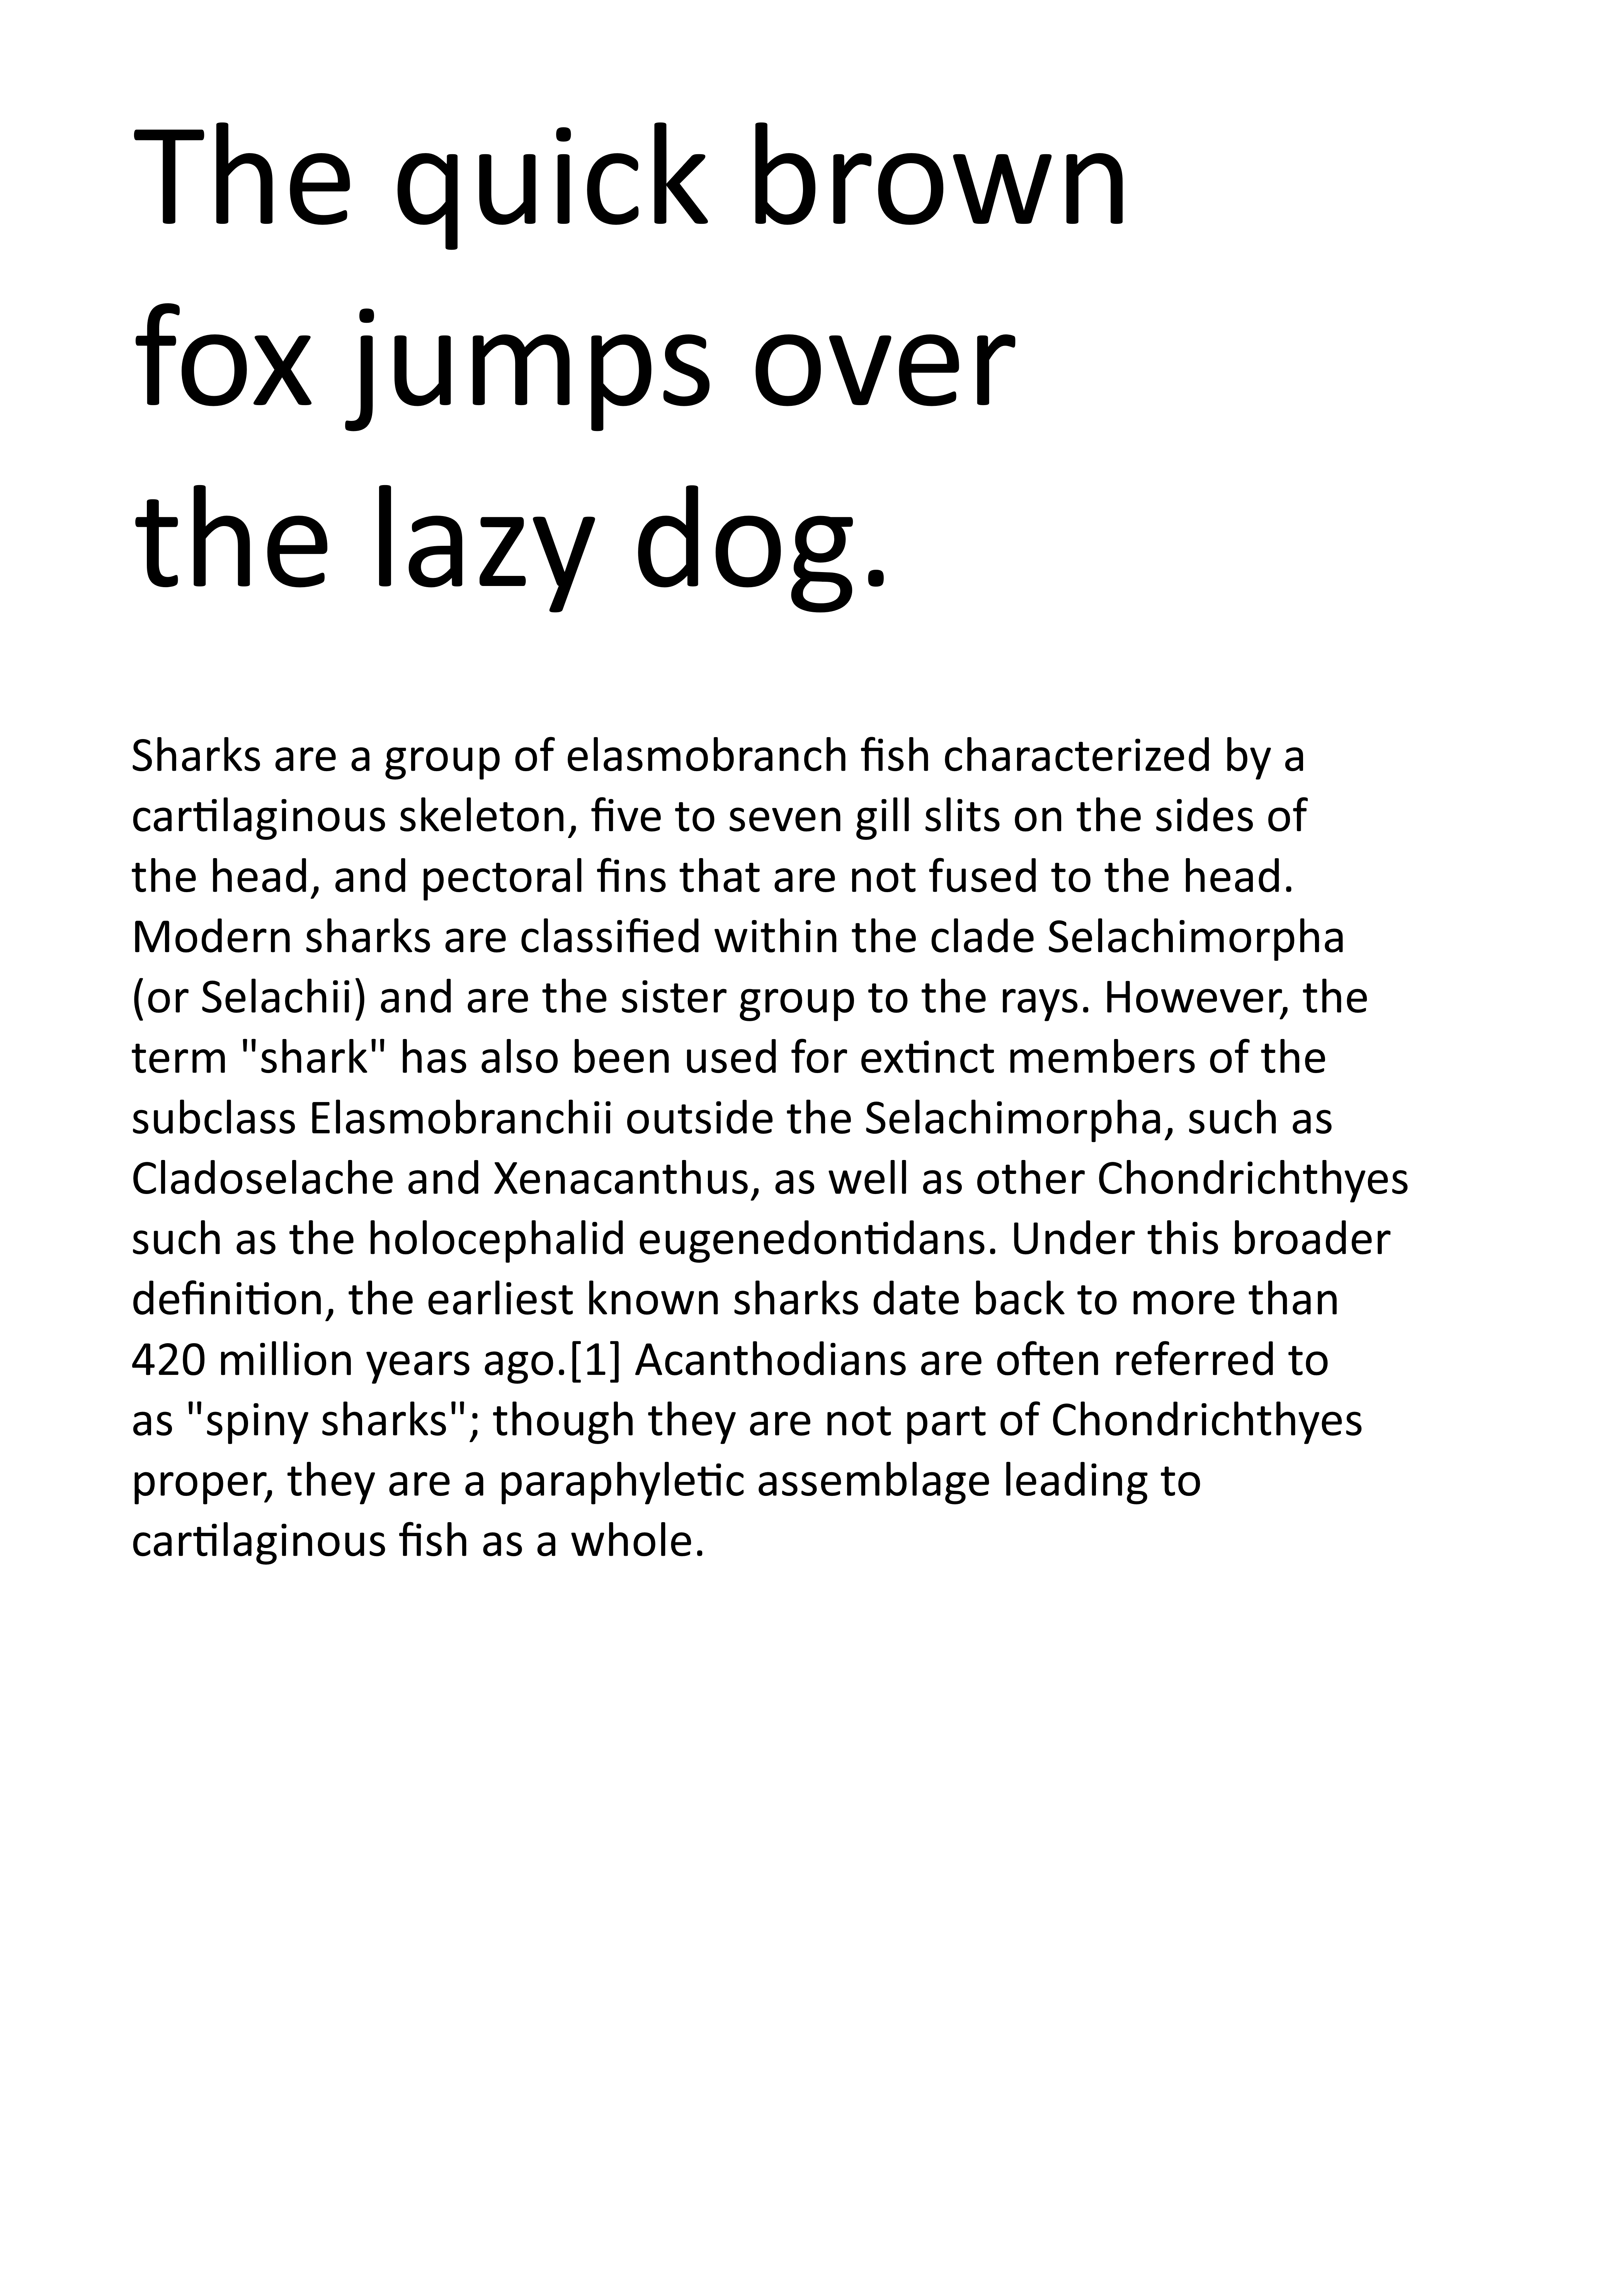 The quick brown
fox jumps over
the lazy dog.
Sharks are a group of elasmobranch fish characterized by a
cartilaginous skeleton, five to seven gill slits on the sides of
the head, and pectoral fins that are not fused to the head.
Modern sharks are classified within the clade Selachimorpha
(or Selachii) and are the sister group to the rays. However, the
term "shark" has also been used for extinct members of the
subclass Elasmobranchii outside the Selachimorpha, such as
Cladoselache and Xenacanthus, as well as other Chondrichthyes
such as the holocephalid eugenedontidans. Under this broader
definition, the earliest known sharks date back to more than
420 million years ago.[1] Acanthodians are often referred to
as "spiny sharks"; though they are not part of Chondrichthyes
proper, they are a paraphyletic assemblage leading to
cartilaginous fish as a whole.